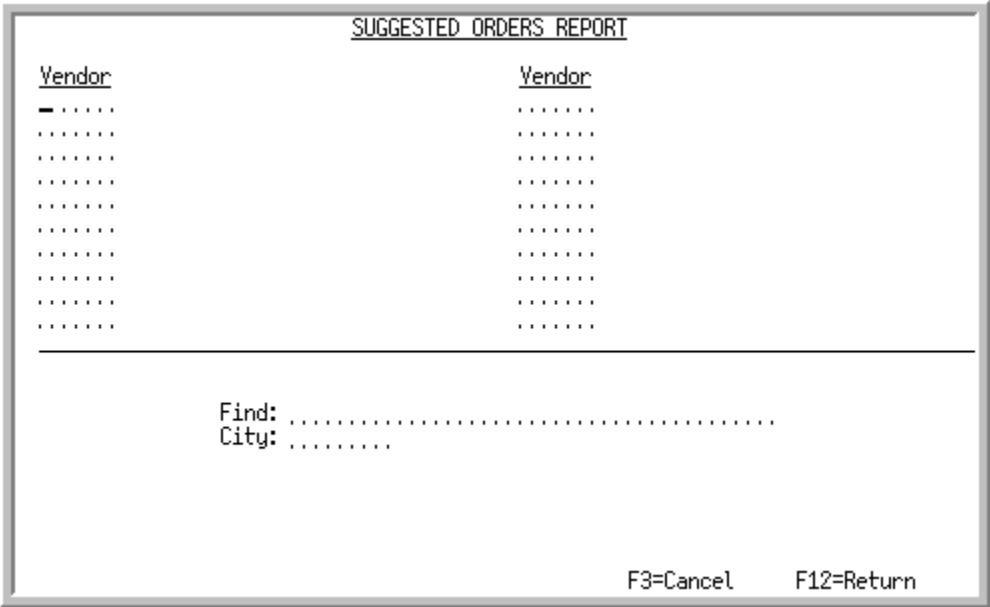 SUGGESTED ORDERS REPORT
Vendor Vendor
Find:
City:
F3=Cancel F12=Return